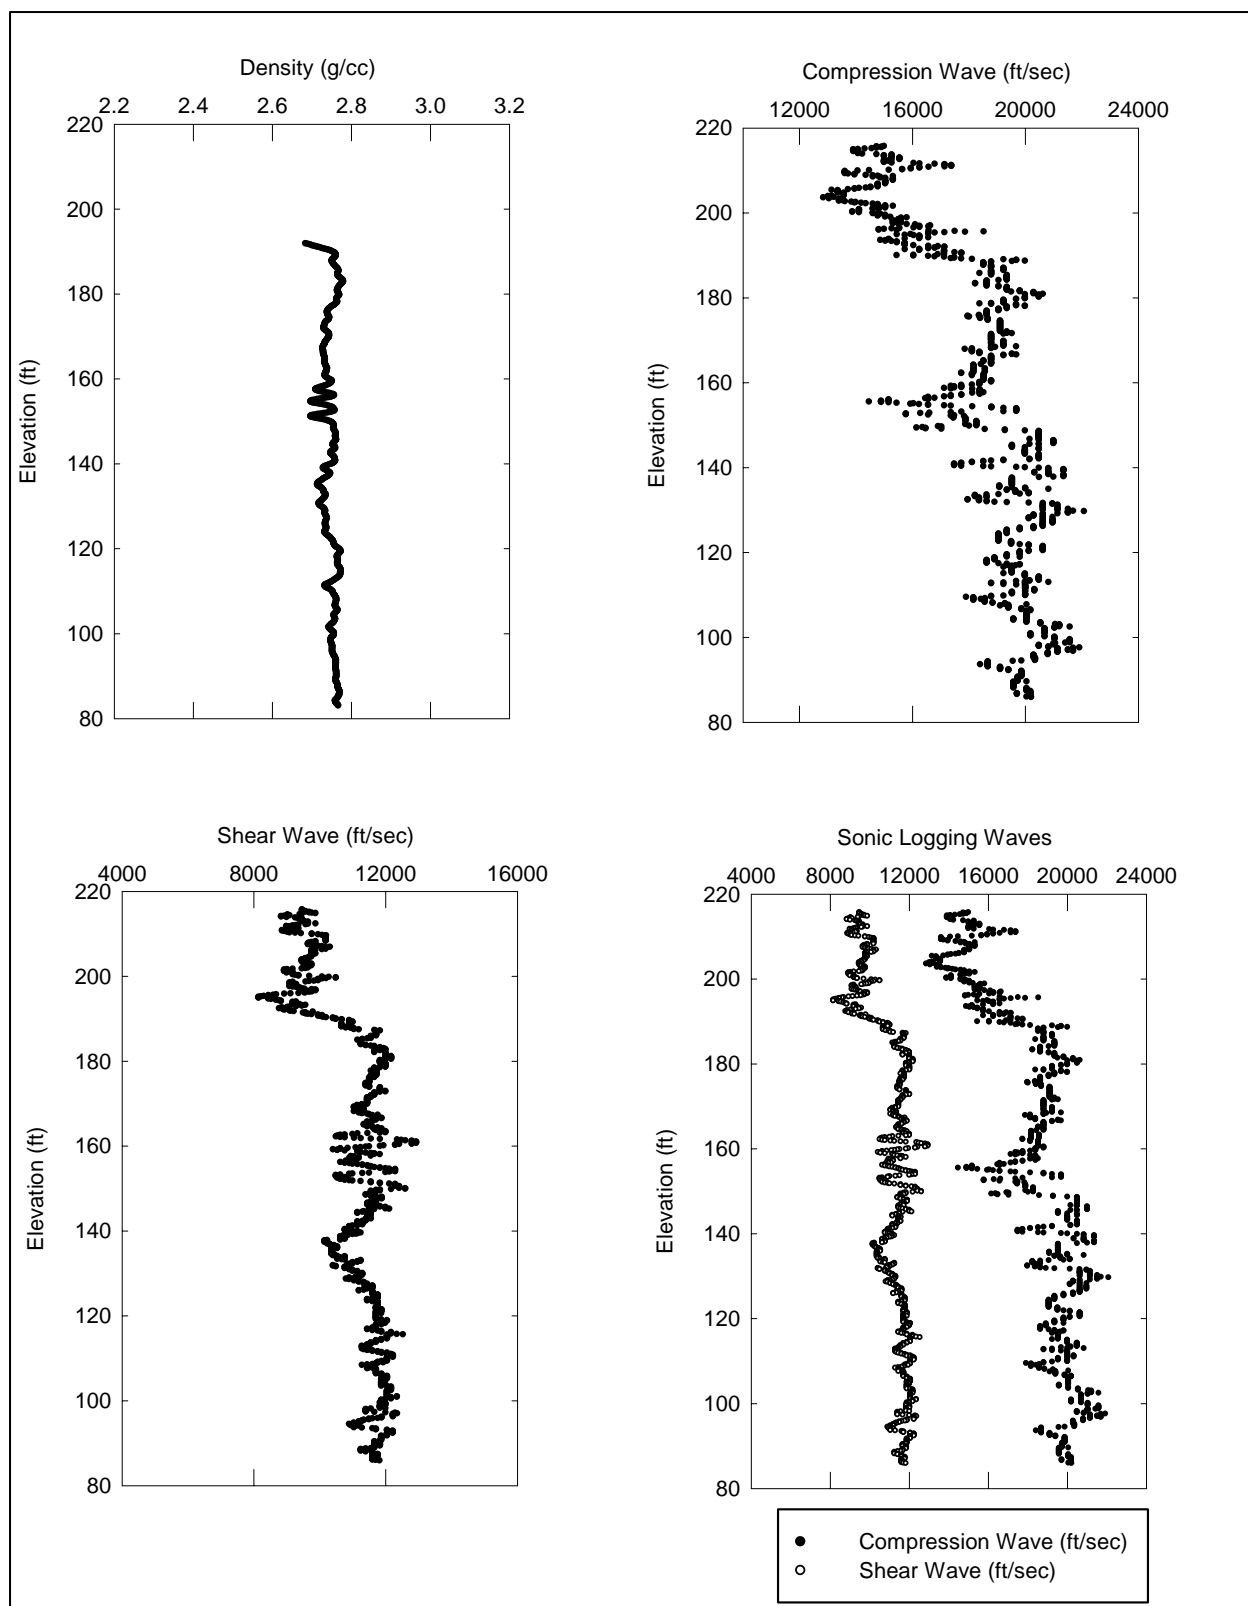 Density (g/cc)
2.2 2.4 2.6 2.8 3.0 3.2
220
200
180
160
140
120
100
80
Elevation (ft)
Compression Wave (ft/sec)
12000 16000 20000 24000
220
200
180
160
140
120
100
80
Elevation (ft)
Shear Wave (ft/sec)
4000 8000 12000 16000
220
200
180
160
140
120
100
80
Elevation (ft)
Sonic Logging Waves
4000 8000 12000 16000 20000 24000
220
200
180
160
140
120
100
80
Elevation (ft)
Compression Wave (ft/sec)
Shear Wave (ft/sec)